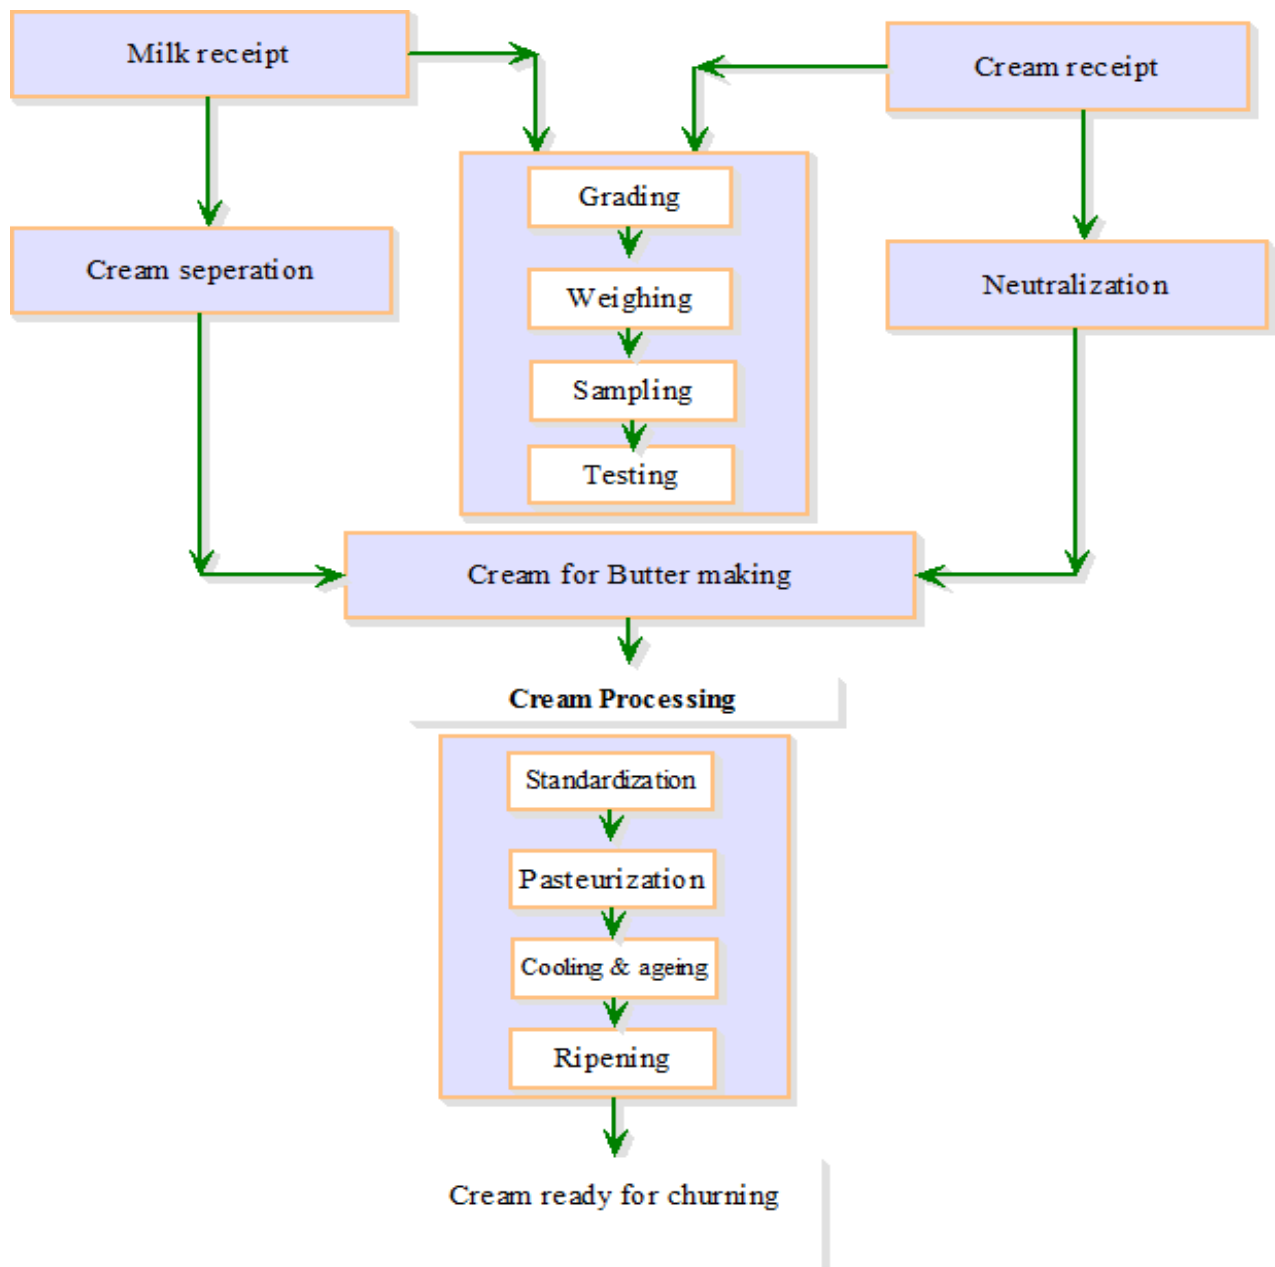 Milk receipt
Cream receipt
Grading
Cream seperation
Weighing
Neutralization
Sampling
Testing
Cream for Butter making
Cream Processing
Standardization
Pasteurization
Cooling & ageing
Ripening
Cream ready for churning